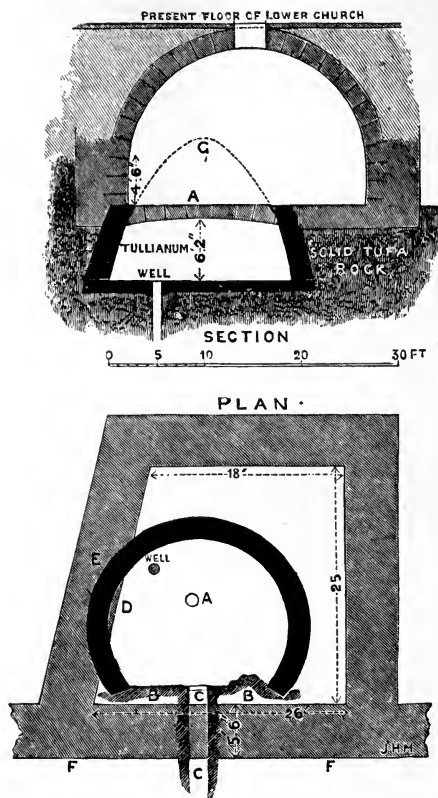 PRESENT FLOOR OF LOWER CHURCH
G
4.6"
A
TULLIANUM
6.2"
SOLID TUFA
ROCK
WELL
SECTION
0 5 10 20 30 FT
PLAN.
18'
E
WELL
D
A
25
B C B
26'
5.6"
J.H.M
F C F